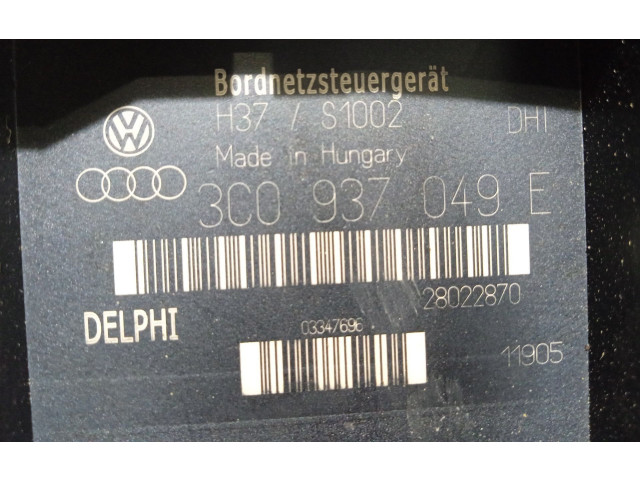 Bordnetzsteuergerät
H37 / S1002 DHI
Made in Hungary
3C0 937 049 E
28022870
DELPHI
03347696
11905